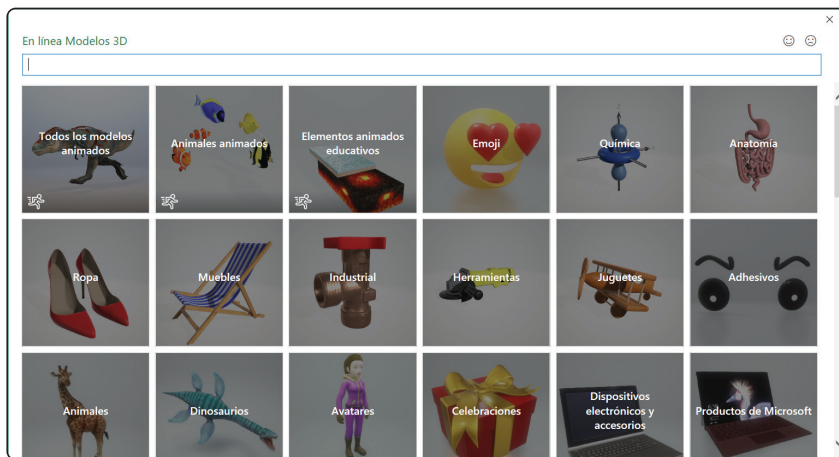 En línea Modelos 3D
Todos los modelos
animados
Animales animados
Elementos animados
educativos
Emoji
Química
Anatomía
Ropa
Muebles
Industrial
Herramientas
Juguetes
Adhesivos
Animales
Dinosaurios
Avatares
Celebraciones
Dispositivos
electrónicos y
accesorios
Productos de Microsoft